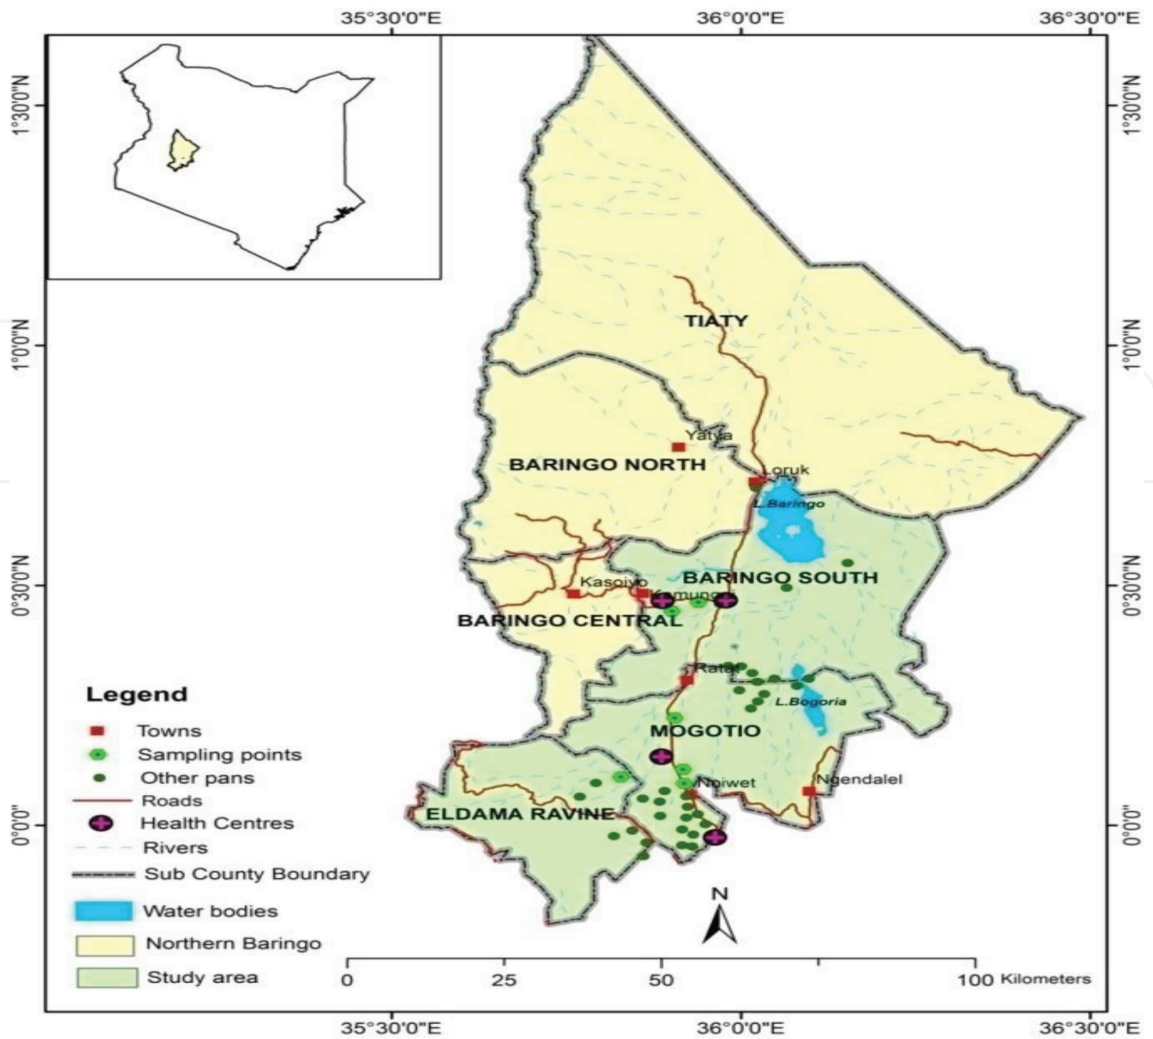 35°30'0"E 36°0'0"E 36°30'0"E
1°30'0"N 1°30'0"N
TIATY
1°0'0"N 1°0'0"N
Yatya
BARINGO NORTH
Loruk
L.Baringo
0°30'0"N 0°30'0"N
BARINGO SOUTH
Kasoiyo
BARINGO CENTRAL
L.Bogoria
MOGOTIO
Noiwet
Ngendalel
ELDAMA RAVINE
0°0'0" 0°0'0"
Legend
Towns
Sampling points
Other pans
Roads
Health Centres
Rivers
Sub County Boundary
Water bodies
Northern Baringo
Study area
N
0 25 50 100 Kilometers
35°30'0"E 36°0'0"E 36°30'0"E